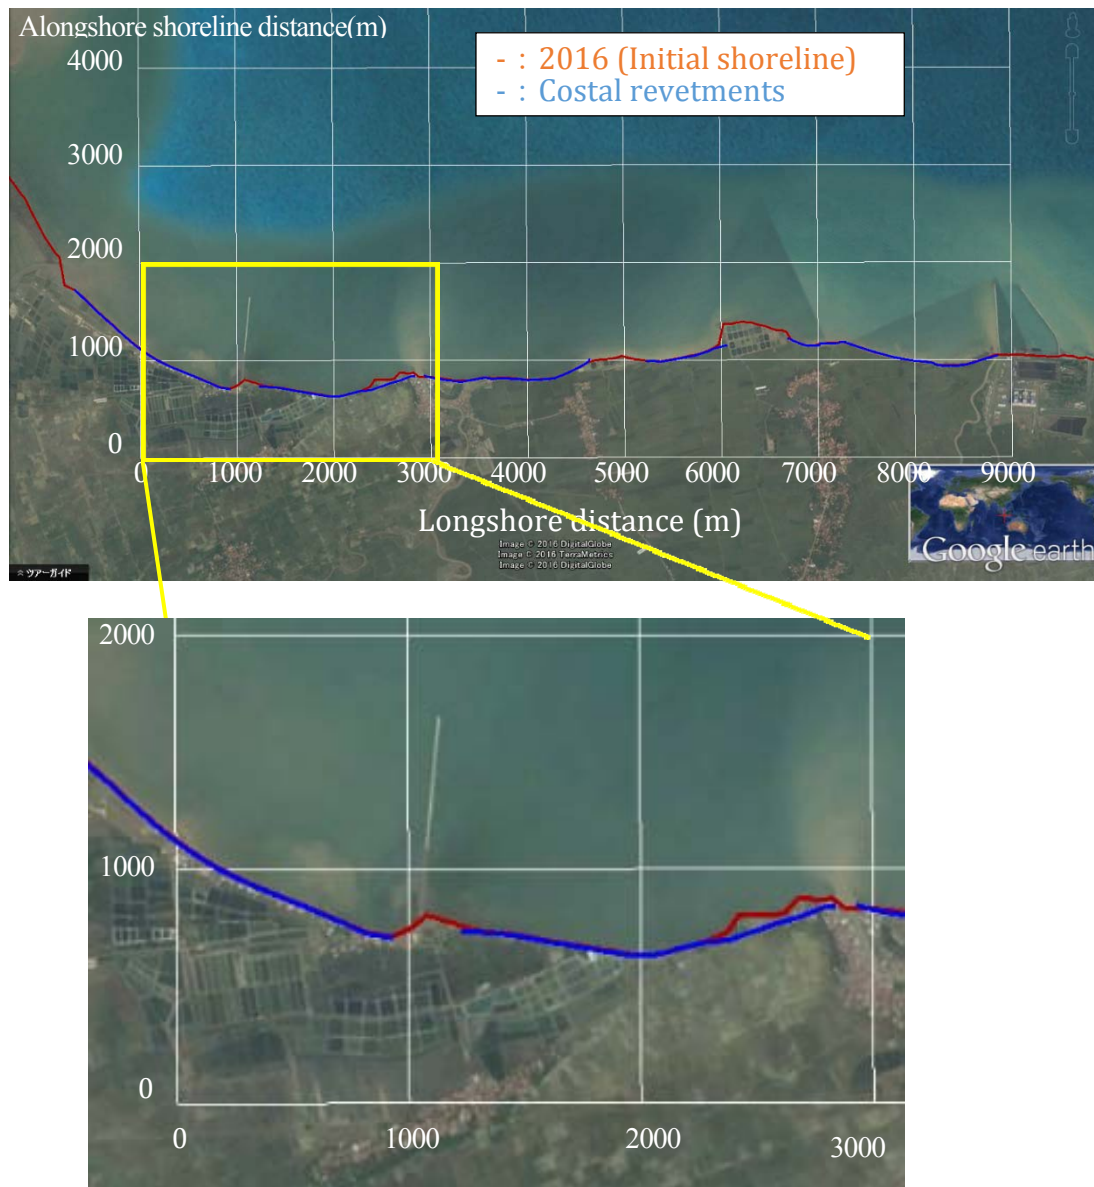 Alongshore shoreline distance(m)
- : 2016 (Initial shoreline)
- : Costal revetments
4000
3000
2000
1000
0
0 1000 2000 3000 4000 5000 6000 7000 8000 9000
Longshore distance (m)
Image © 2016 DigitalGlobe
Image © 2016 TerraMetrics
Image © 2016 DigitalGlobe
Google earth
ツアーガイド
2000
1000
0
0 1000 2000 3000